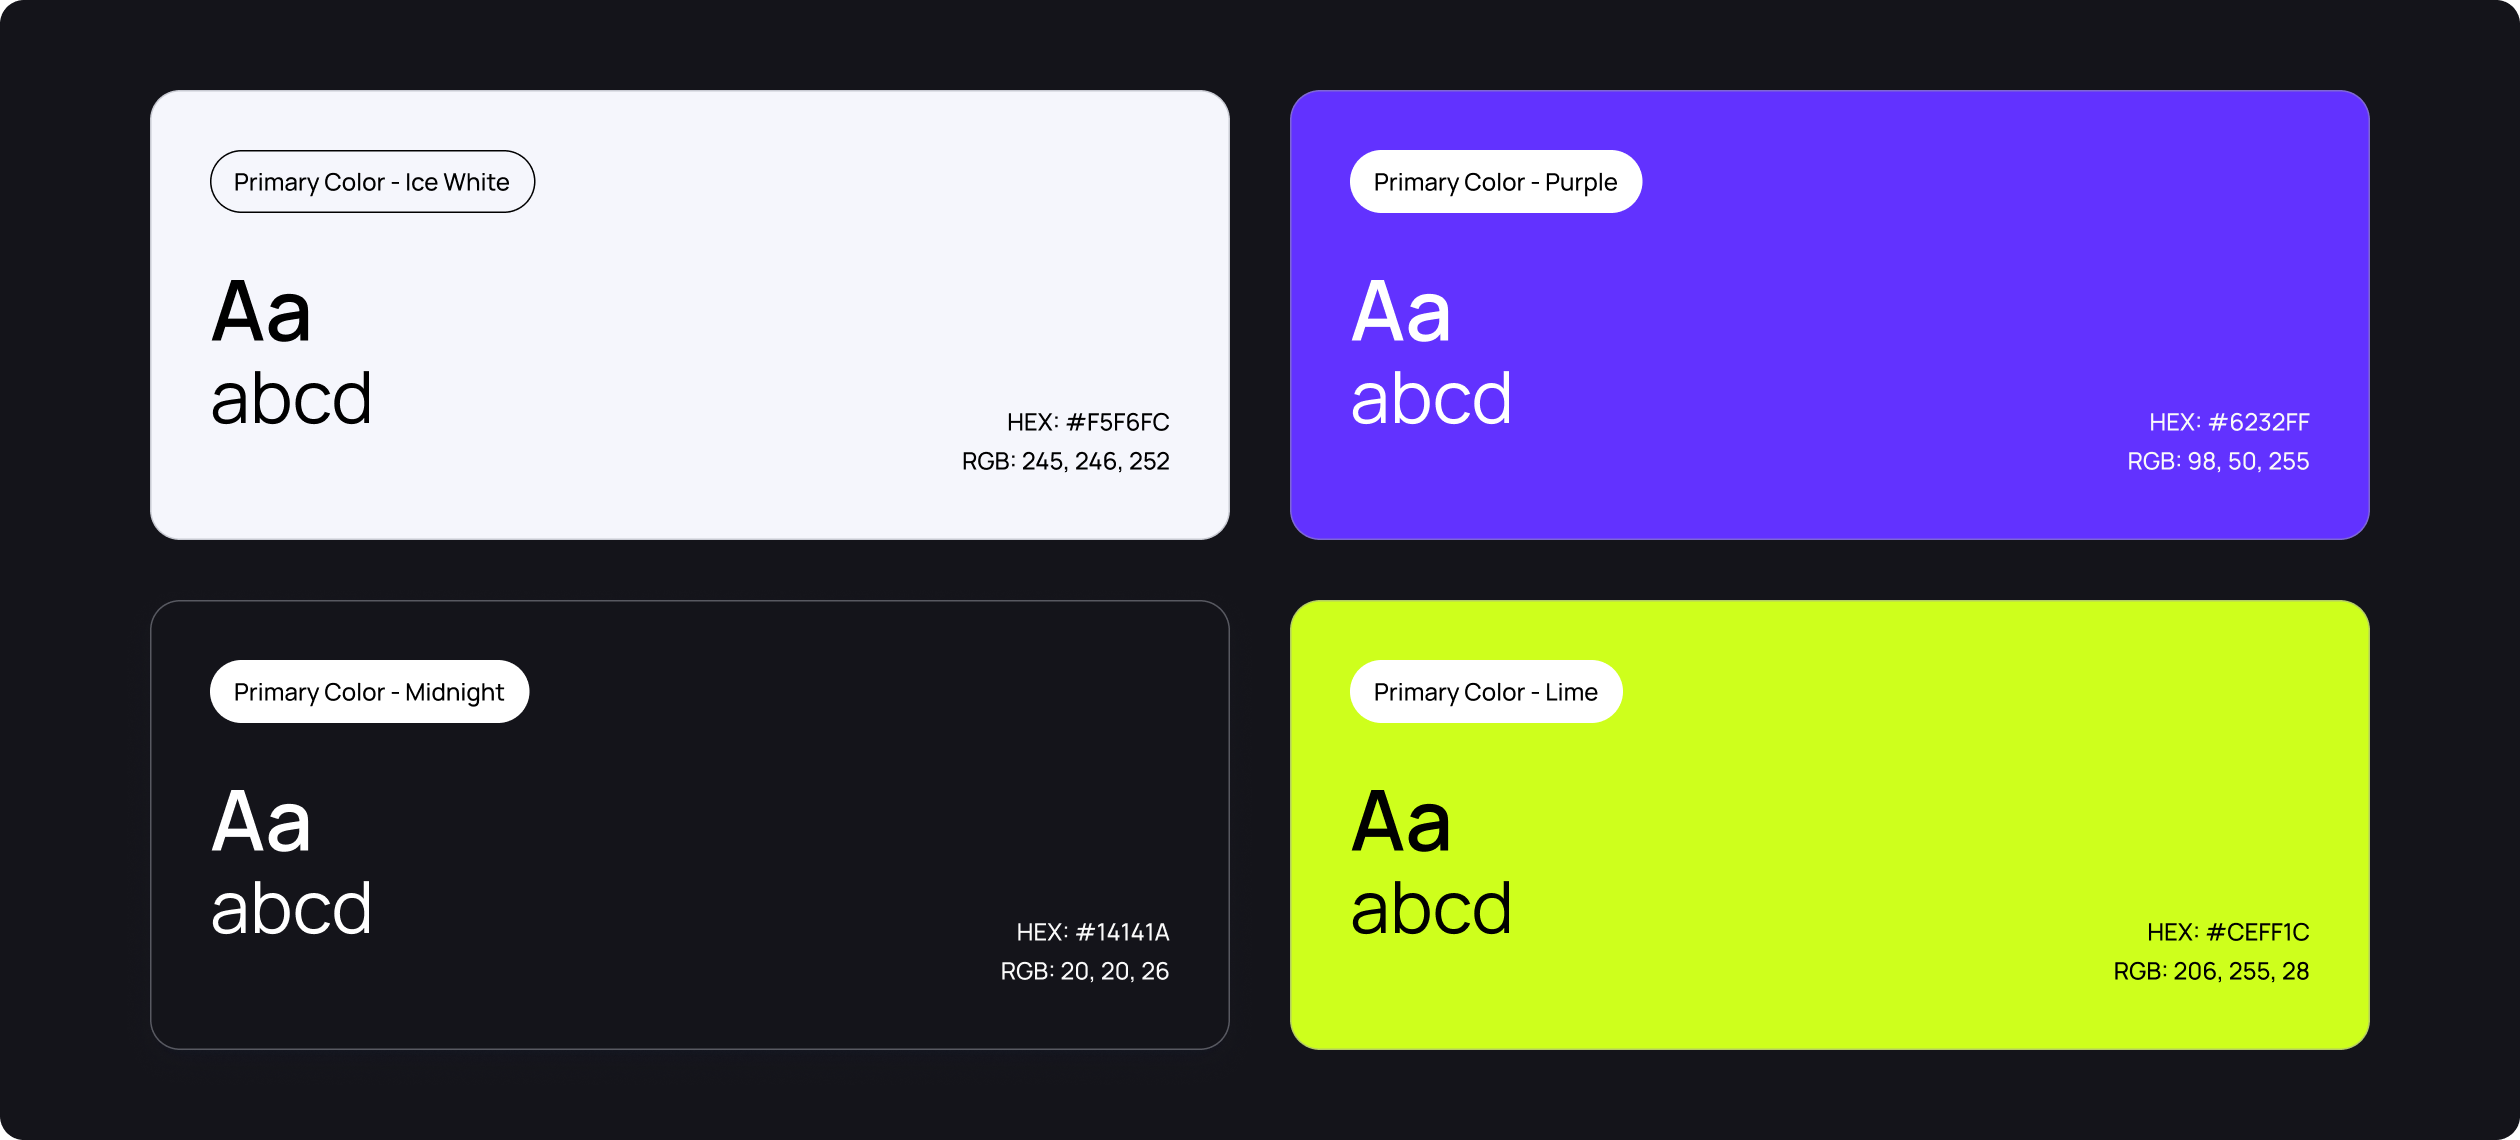 Primary Color - Ice White
Aa
abcd
HEX: #F5F6FC
RGB: 245, 246, 252
Primary Color - Purple
Aa
abcd
HEX: #6232FF
RGB: 98, 50, 255
Primary Color - Midnight
Aa
abcd
HEX: #14141A
RGB: 20, 20, 26
Primary Color - Lime
Aa
abcd
HEX: #CEFF1C
RGB: 206, 255, 28